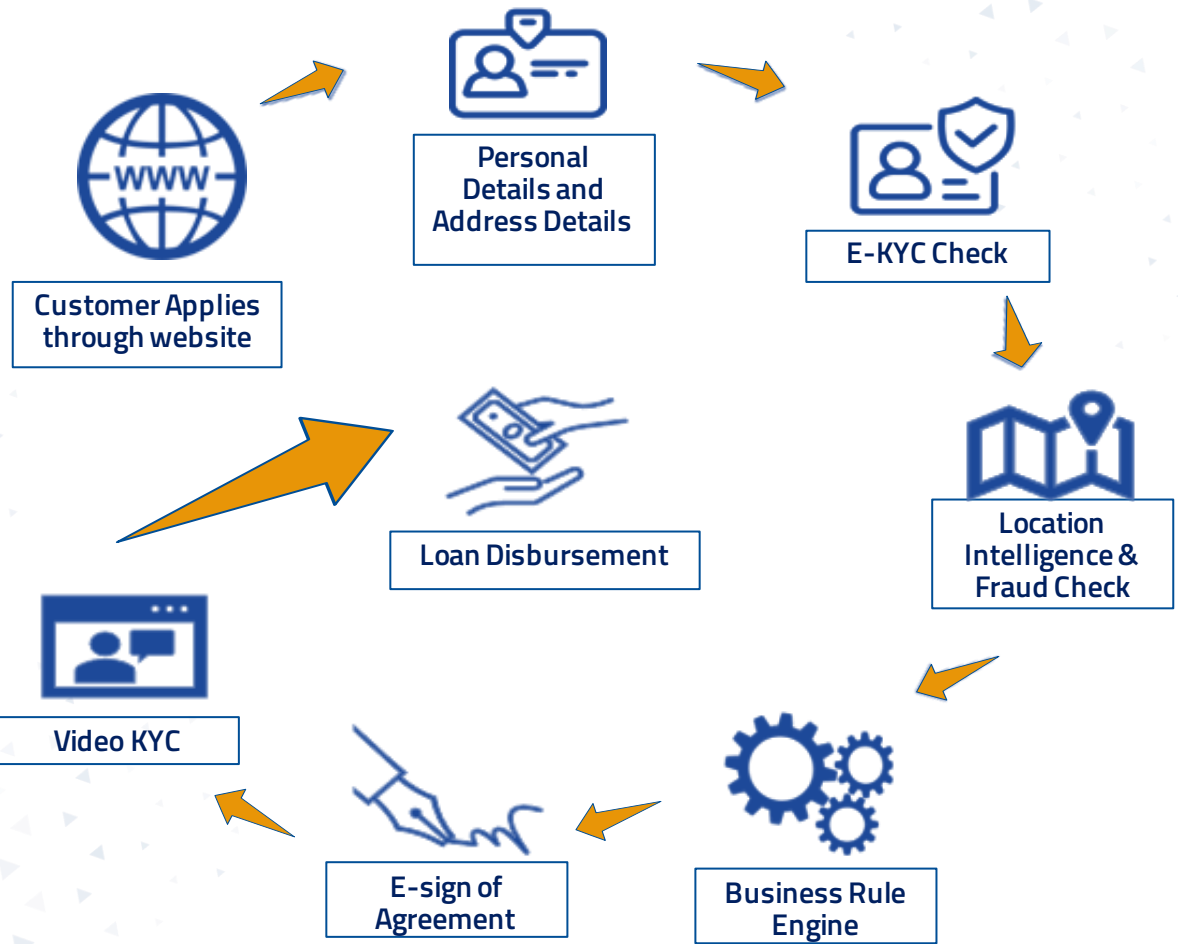 WWW
Customer Applies
through website
Personal
Details and
Address Details
E-KYC Check
Location
Intelligence &
Fraud Check
Business Rule
Engine
E-sign of
Agreement
Video KYC
Loan Disbursement